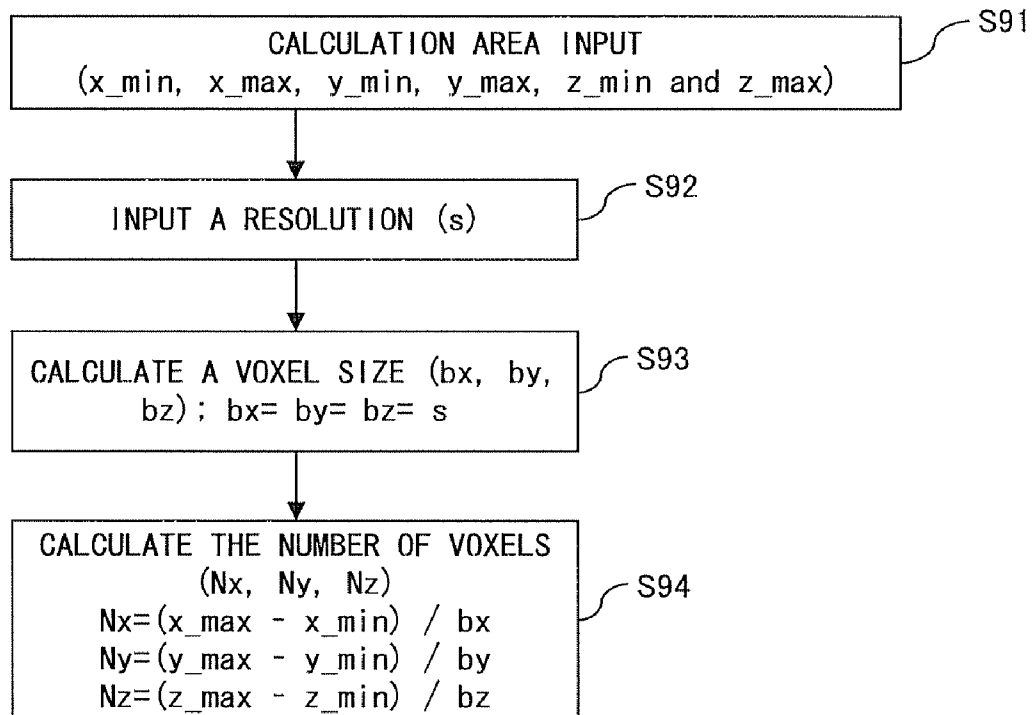 S91
CALCULATION AREA INPUT
(x_min, x_max, y_min, y_max, z_min and z_max)
S92
INPUT A RESOLUTION (s)
S93
CALCULATE A VOXEL SIZE (bx, by,
bz); bx= by= bz= s
CALCULATE THE NUMBER OF VOXELS
(Nx, Ny, Nz)
S94
Nx=(x_max - x_min) / bx
Ny=(y_max - y_min) / by
Nz=(z_max - z_min) / bz